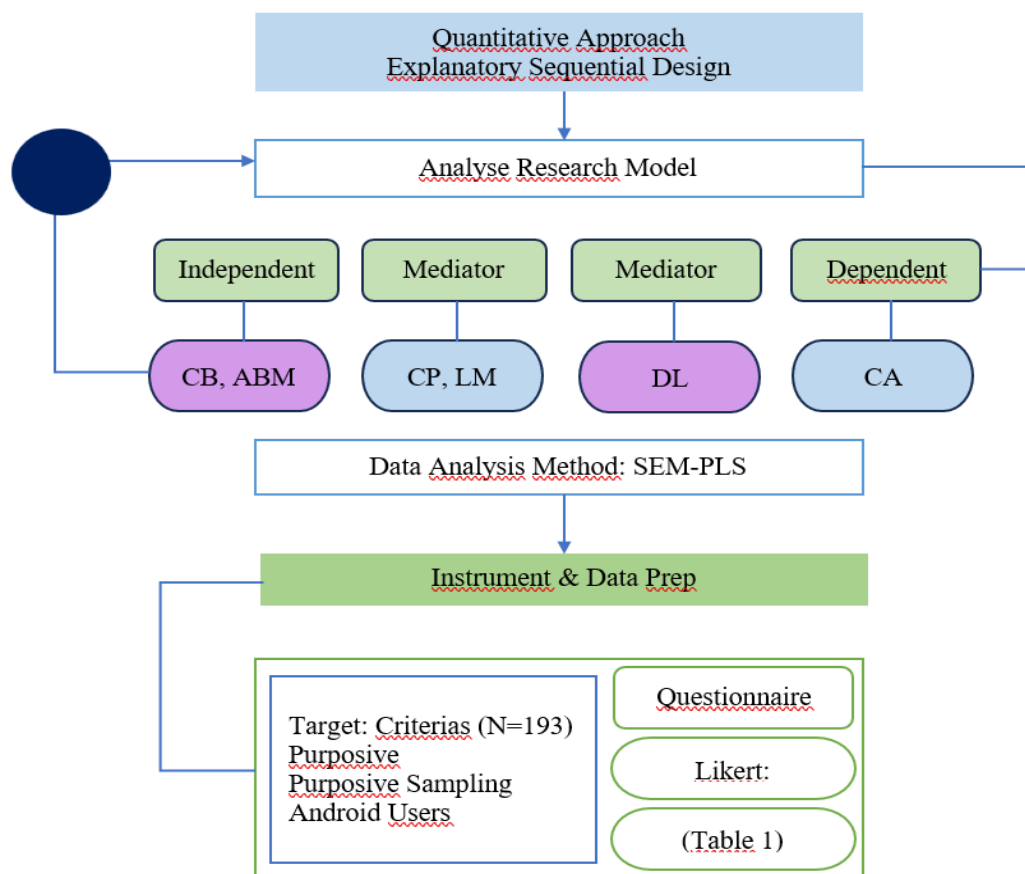 Quantitative Approach
Explanatory Sequential Design
Analyse Research Model
Independent
Mediator
Mediator
Dependent
CB, ABM
CP, LM
DL
CA
Data Analysis Method: SEM-PLS
Instrument & Data Prep
Target: Criterias (N=193)
Purposive
Purposive Sampling
Android Users
Questionnaire
Likert:
(Table 1)